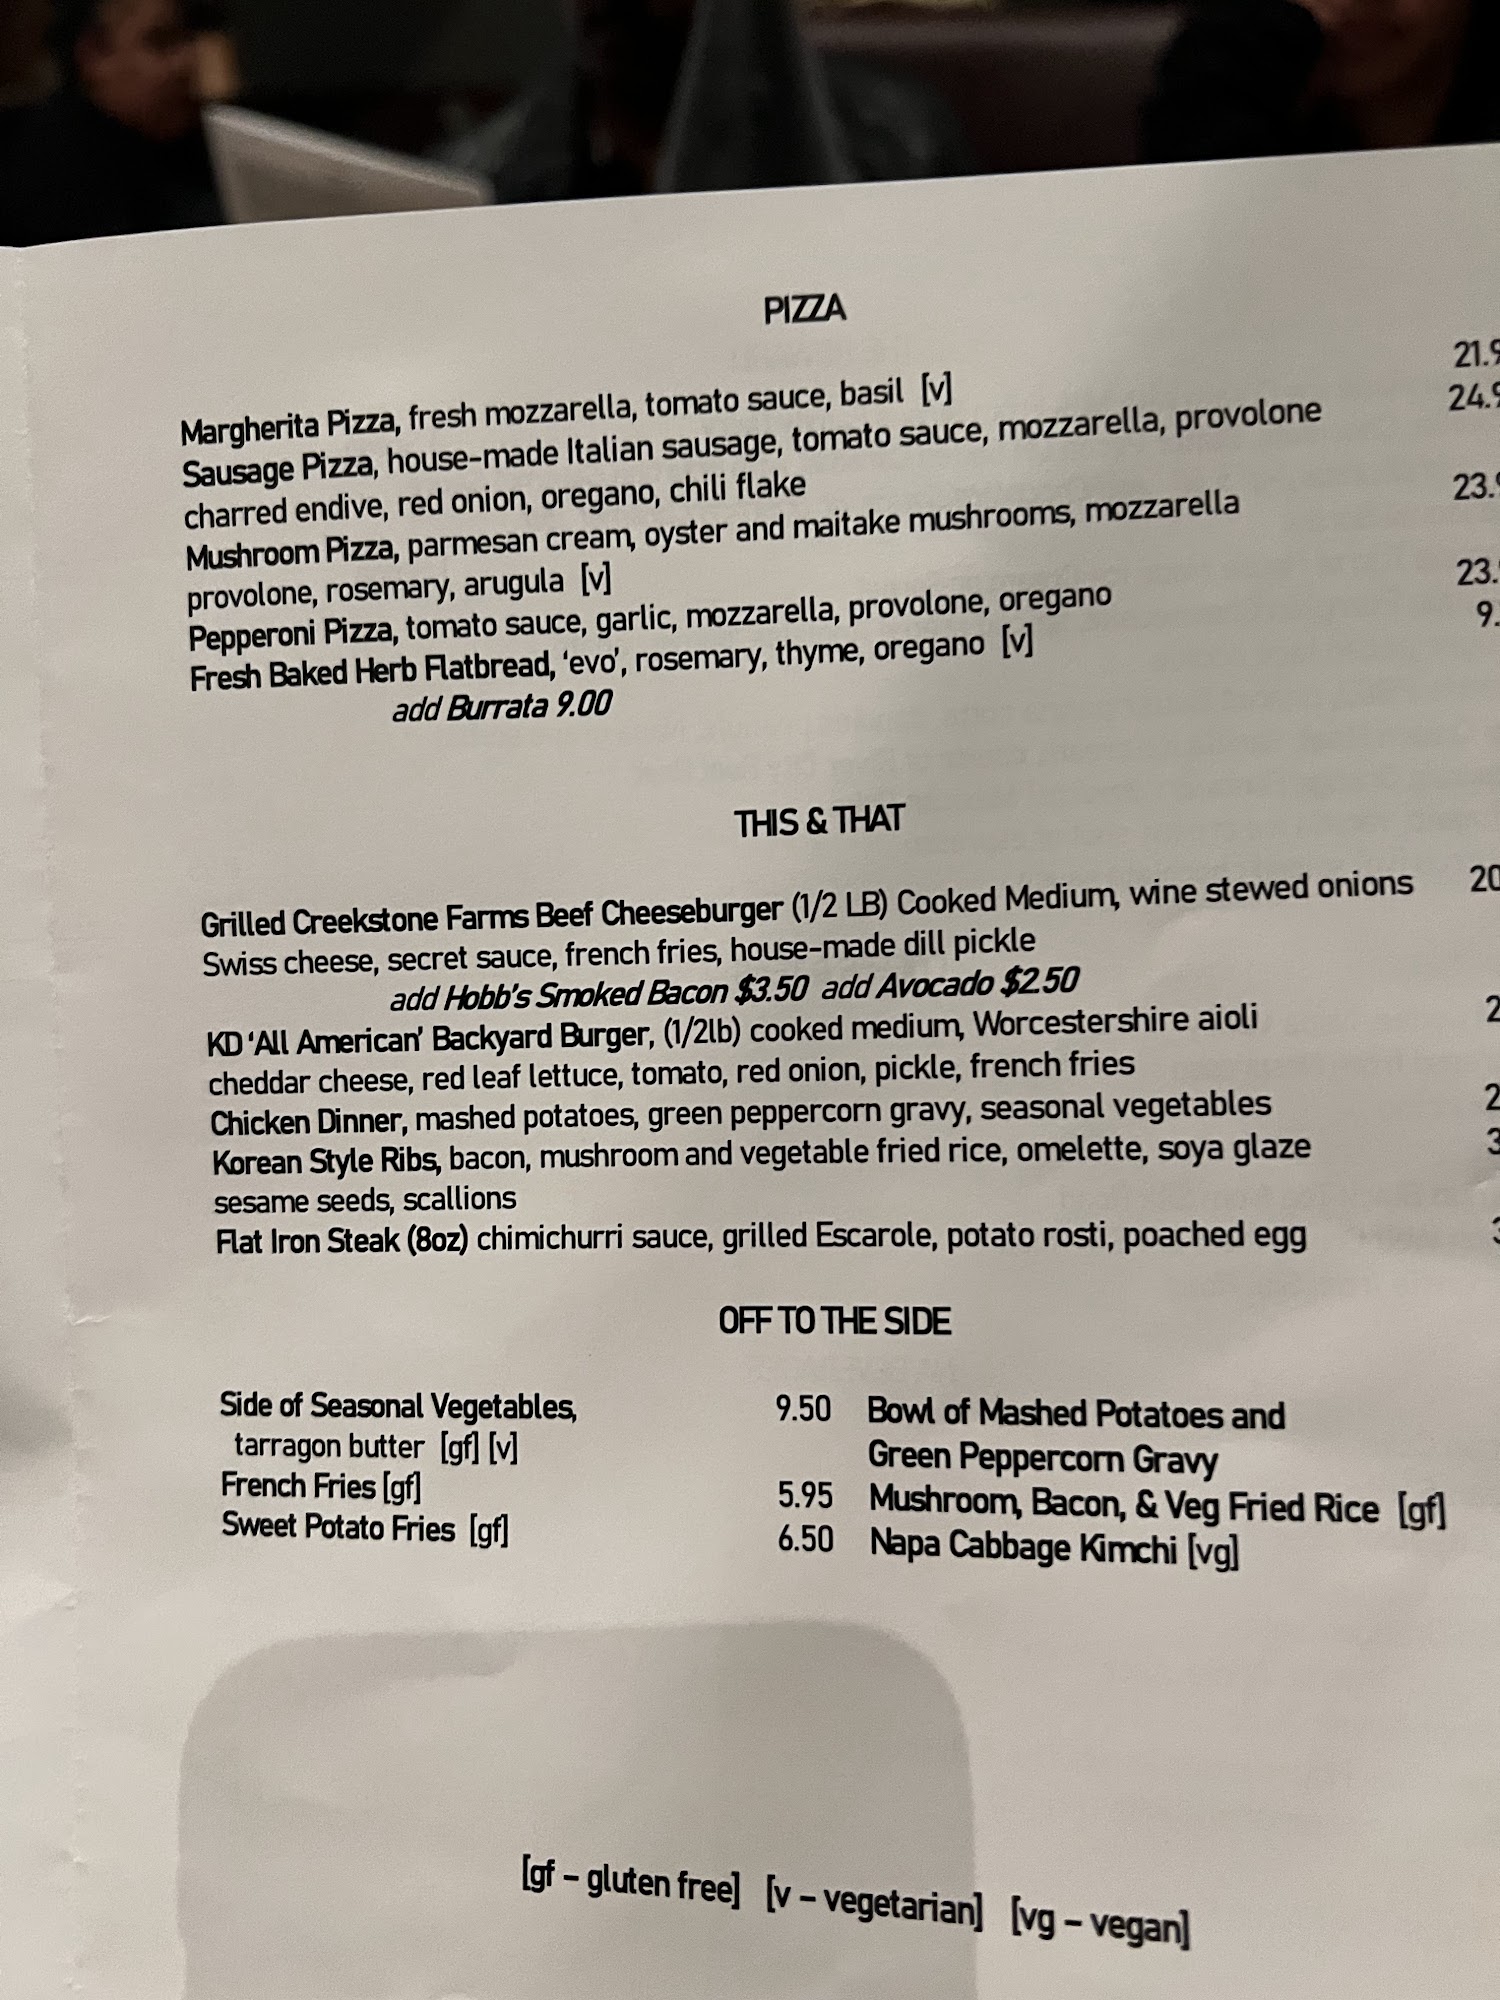 PIZZA
Margherita Pizza, fresh mozzarella, tomato sauce, basil [v] 21.9
Sausage Pizza, house-made Italian sausage, tomato sauce, mozzarella, provolone 24.9
charred endive, red onion, oregano, chili flake
Mushroom Pizza, parmesan cream, oyster and maitake mushrooms, mozzarella 23.9
provolone, rosemary, arugula [v]
Pepperoni Pizza, tomato sauce, garlic, mozzarella, provolone, oregano 23.
Fresh Baked Herb Flatbread, ‘evo’, rosemary, thyme, oregano [v] 9.
add Burrata 9.00
THIS & THAT
Grilled Creekstone Farms Beef Cheeseburger (1/2 LB) Cooked Medium, wine stewed onions 20
Swiss cheese, secret sauce, french fries, house-made dill pickle
add Hobb's Smoked Bacon $3.50 add Avocado $2.50
KD ‘All American’ Backyard Burger, (1/2lb) cooked medium, Worcestershire aioli 2
cheddar cheese, red leaf lettuce, tomato, red onion, pickle, french fries
Chicken Dinner, mashed potatoes, green peppercorn gravy, seasonal vegetables 2
Korean Style Ribs, bacon, mushroom and vegetable fried rice, omelette, soya glaze 3
sesame seeds, scallions
Flat Iron Steak (8oz) chimichurri sauce, grilled Escarole, potato rosti, poached egg 3
OFF TO THE SIDE
Side of Seasonal Vegetables, 9.50
tarragon butter [gf] [v]
French Fries [gf] 5.95
Sweet Potato Fries [gf] 6.50
Bowl of Mashed Potatoes and
Green Peppercorn Gravy
Mushroom, Bacon, & Veg Fried Rice [gf]
Napa Cabbage Kimchi [vg]
[gf – gluten free] [v – vegetarian] [vg – vegan]